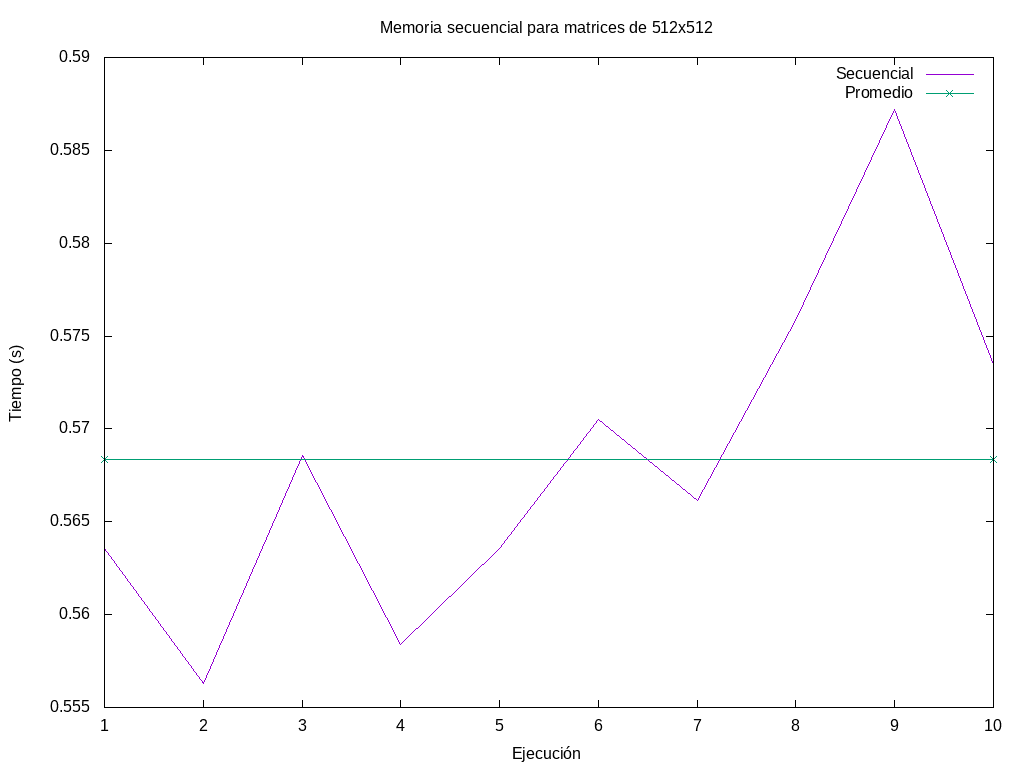 Memoria secuencial para matrices de 512x512
Secuencial
Promedio
0.59
0.585
0.58
0.575
0.57
0.565
0.56
0.555
Tiempo (s)
1 2 3 4 5 6 7 8 9 10
Ejecución